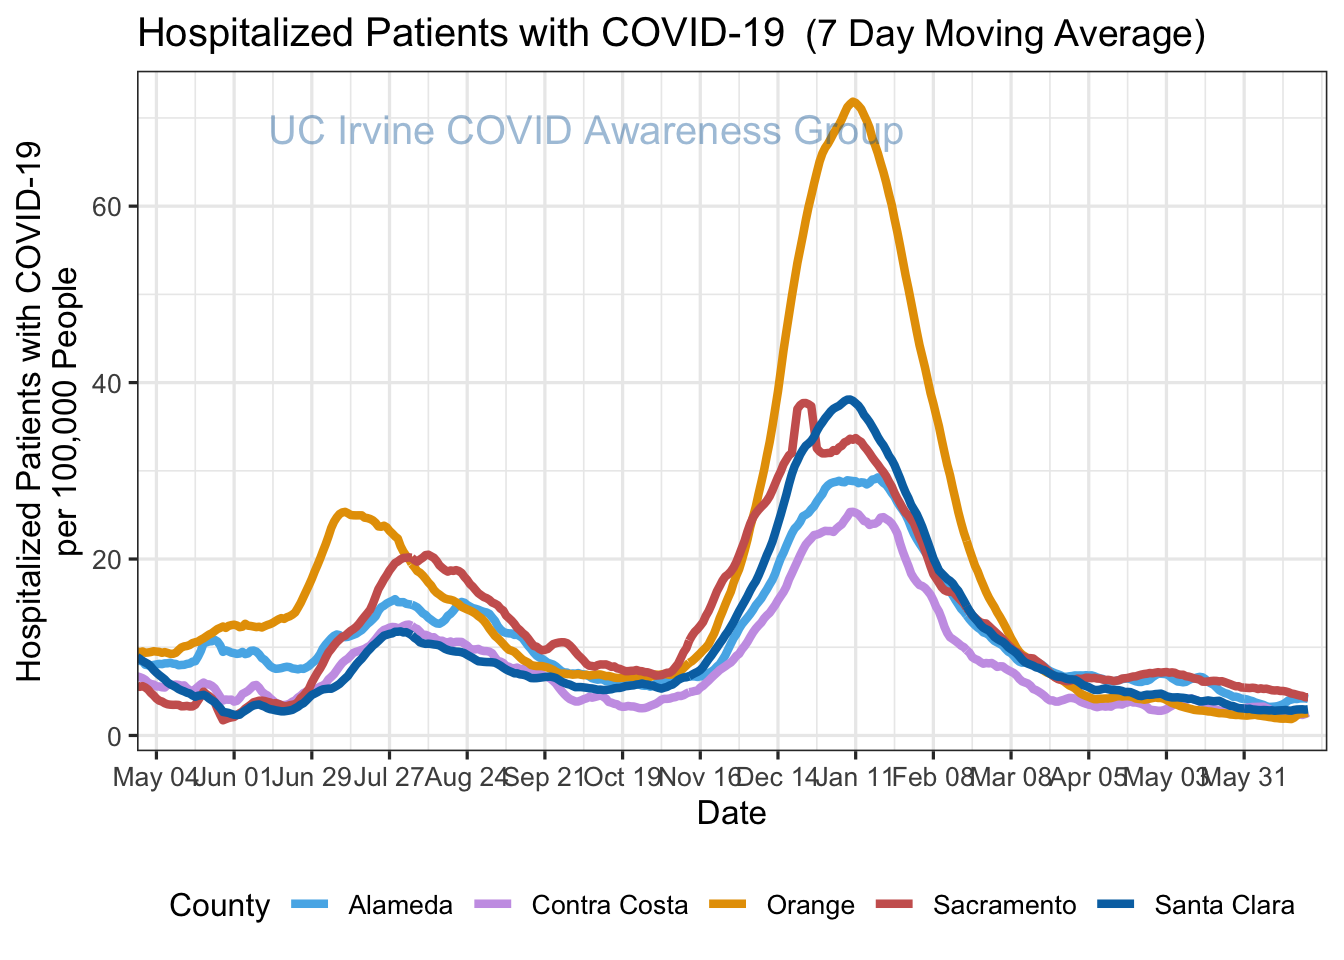 Hospitalized Patients with COVID-19  (7 Day Moving Average)
UC Irvine COVID Awareness Group
Hospitalized Patients with COVID-19
per 100,000 People
60
40
20
0
May 04 Jun 01 Jun 29 Jul 27 Aug 24 Sep 21 Oct 19 Nov 16 Dec 14 Jan 11 Feb 08 Mar 08 Apr 05 May 03 May 31
Date
County Alameda Contra Costa Orange Sacramento Santa Clara